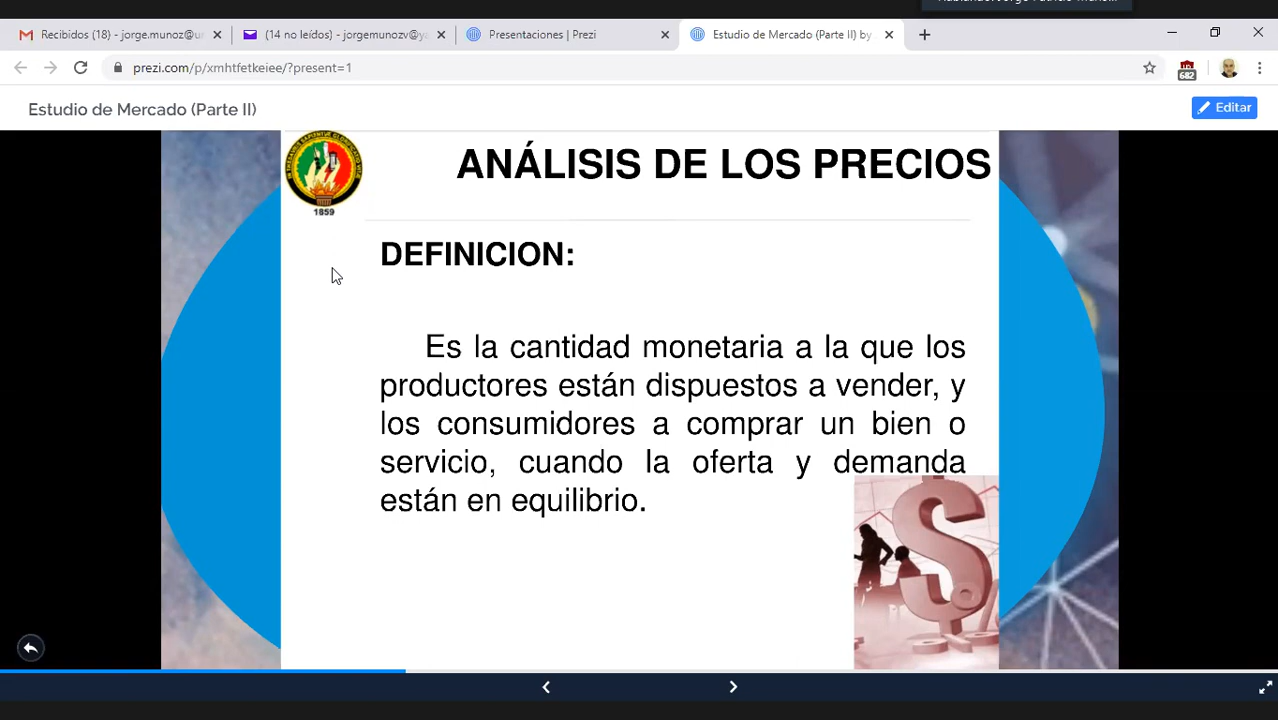 Recibidos (18) - jorge.munoz@u
(14 no leídos) - jorgemunozv@y
Presentaciones | Prezi
Estudio de Mercado (Parte II) by
prezi.com/p/xmhtfetkeiee/?present=1
682
Estudio de Mercado (Parte II)
Editar
ANÁLISIS DE LOS PRECIOS
1859
DEFINICION:
Es la cantidad monetaria a la que los
productores están dispuestos a vender, y
los consumidores a comprar un bien o
servicio, cuando la oferta y demanda
están en equilibrio.